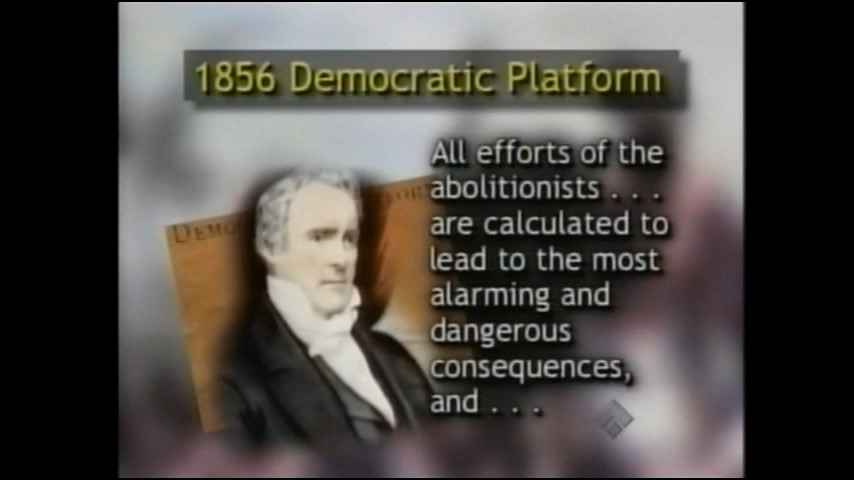 1856 Democratic Platform
DEMO
All efforts of the
abolitionists . . .
are calculated to
lead to the most
alarming and
dangerous
consequences,
and . . .